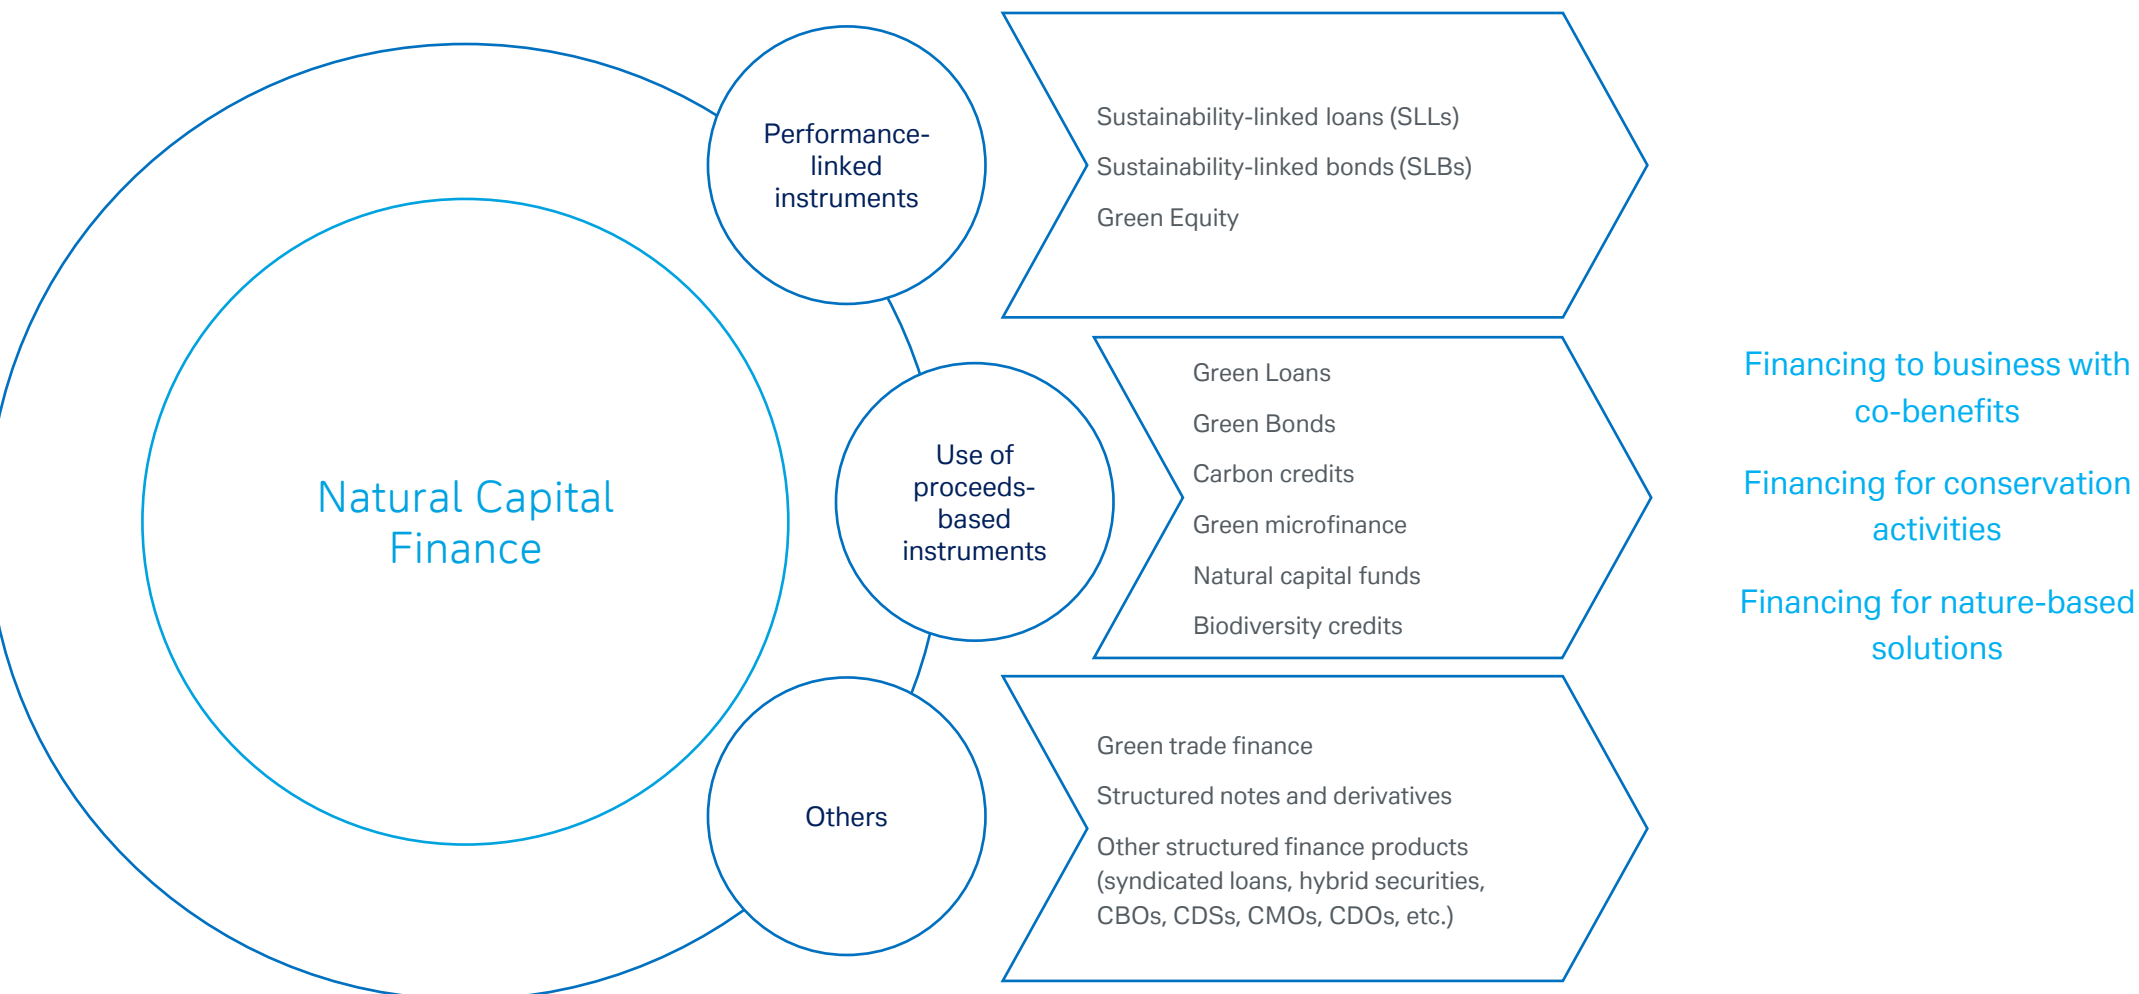 Natural Capital
Finance
Performance-
linked
instruments
Sustainability-linked loans (SLLs)
Sustainability-linked bonds (SLBs)
Green Equity
Use of
proceeds-
based
instruments
Green Loans
Green Bonds
Carbon credits
Green microfinance
Natural capital funds
Biodiversity credits
Others
Green trade finance
Structured notes and derivatives
Other structured finance products
(syndicated loans, hybrid securities,
CBOs, CDSs, CMOs, CDOs, etc.)
Financing to business with
co-benefits
Financing for conservation
activities
Financing for nature-based
solutions